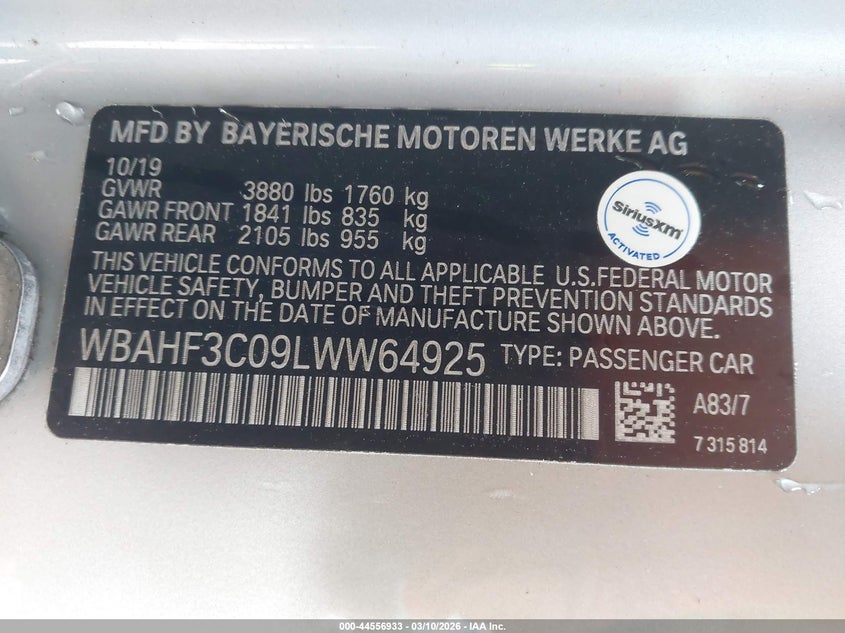 MFD BY BAYERISCHE MOTOREN WERKE AG
10/19
GVWR 3880 lbs 1760 kg
GAWR FRONT 1841 lbs 835 kg
GAWR REAR 2105 lbs 955 kg
SiriusXm
ACTIVATED
THIS VEHICLE CONFORMS TO ALL APPLICABLE U.S.FEDERAL MOTOR
VEHICLE SAFETY, BUMPER AND THEFT PREVENTION STANDARDS
IN EFFECT ON THE DATE OF MANUFACTURE SHOWN ABOVE.
WBAHF3C09LWW64925 TYPE: PASSENGER CAR
A83/7
7 315 814
000-44556933 - 03/10/2026 - IAA Inc.